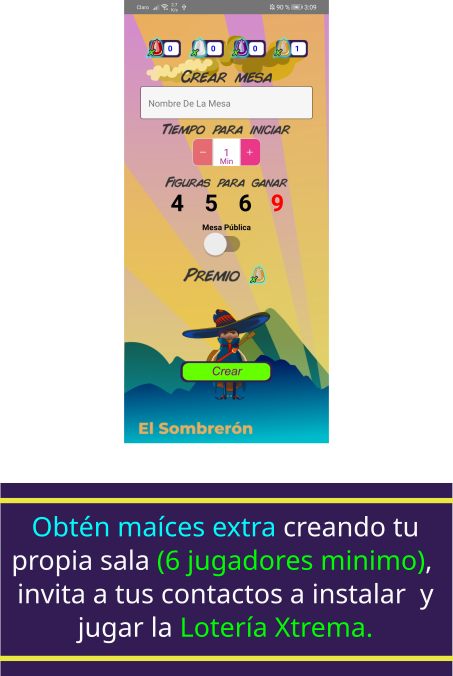 Claro 90 % 3:09
0 0 0 1
Crear mesa
Nombre De La Mesa
Tiempo para iniciar
− 1 +
Min
Figuras para ganar
4 5 6 9
Mesa Pública
Premio
Crear
El Sombrerón
Obtén maíces extra creando tu
propia sala (6 jugadores minimo),
invita a tus contactos a instalar y
jugar la Lotería Xtrema.